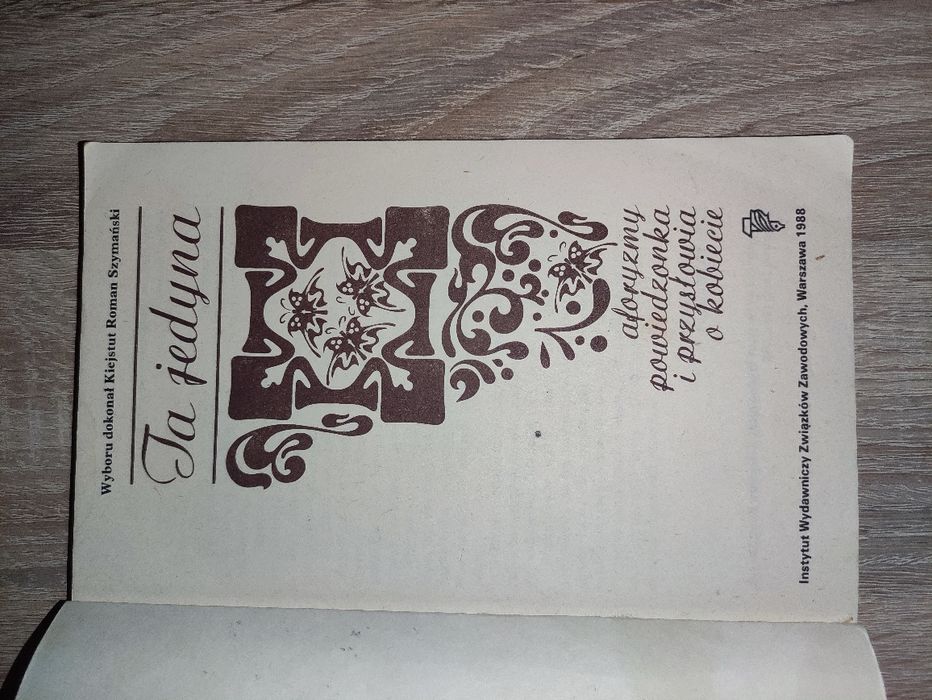 Wyboru dokonał Kiejstut Roman Szymański
Ta jedyna
aforyzmy
powiedzonka
i przysłowia
o kobiecie
Instytut Wydawniczy Związków Zawodowych, Warszawa 1988